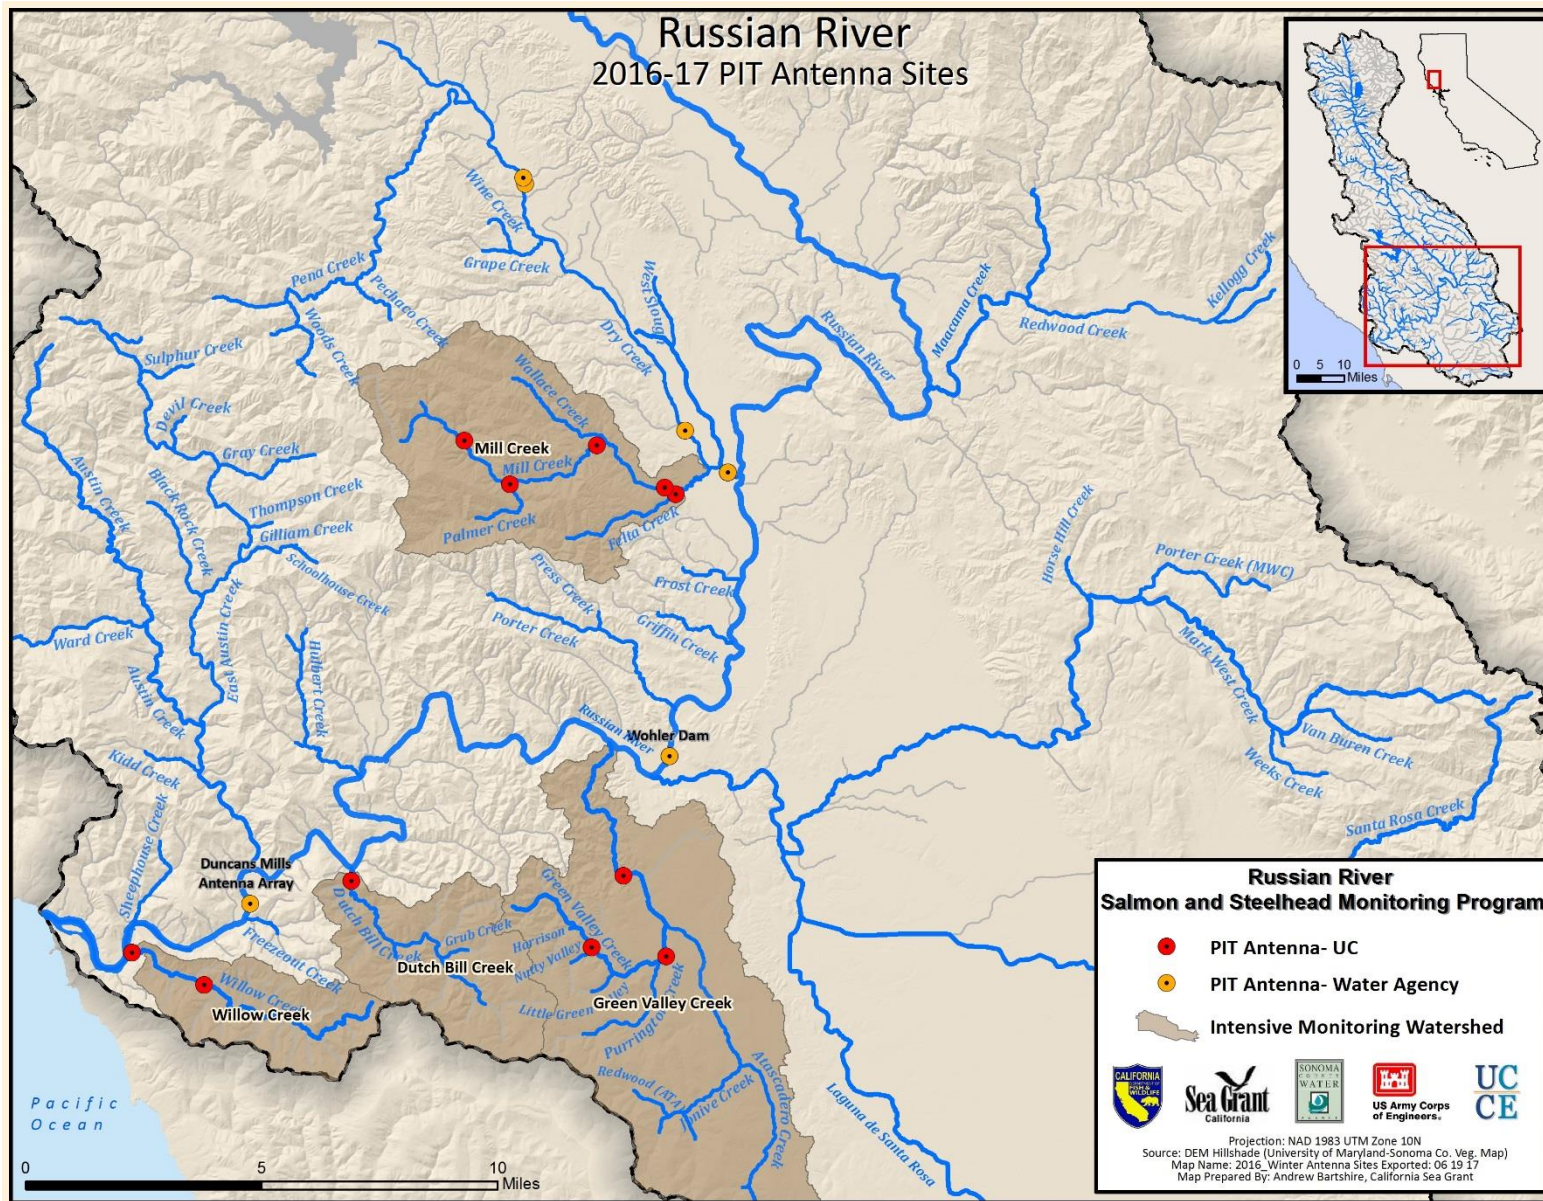 Russian River
2016-17 PIT Antenna Sites
0 5 10
Miles
Wine Creek
Grape Creek
Pena Creek
Pechaco Creek
Woods Creek
West Slough
Dry Creek
Russian River
Maacama Creek
Redwood Creek
Kellogg Creek
Sulphur Creek
Devil Creek
Gray Creek
Austin Creek
Black Rock Creek
Thompson Creek
Gilliam Creek
Schoolhouse Creek
Wallace Creek
Mill Creek
Mill Creek
Palmer Creek
Felta Creek
Press Creek
Frost Creek
Porter Creek
Griffin Creek
Horse Hill Creek
Porter Creek (MWC)
Mark West Creek
Van Buren Creek
Weeks Creek
Santa Rosa Creek
Ward Creek
East Austin Creek
Austin Creek
Hulbert Creek
Kidd Creek
Russian River
Wohler Dam
Sheephouse Creek
Duncans Mills
Antenna Array
Freezeout Creek
Dutch Bill Creek
Grub Creek
Dutch Bill Creek
Green Valley Creek
Harrison
Nutty Valley
Little Green Valley
Green Valley Creek
Purrington Creek
Willow Creek
Willow Creek
Redwood (ATA)
Jonive Creek
Atascadero Creek
Laguna de Santa Rosa
Pacific
Ocean
0 5 10
Miles
Russian River
Salmon and Steelhead Monitoring Program
PIT Antenna- UC
PIT Antenna- Water Agency
Intensive Monitoring Watershed
CALIFORNIA
FISH &
WILDLIFE
Sea Grant
California
SONOMA
COUNTY
WATER
AGENCY
US Army Corps
of Engineers®
UC
CE
Projection: NAD 1983 UTM Zone 10N
Source: DEM Hillshade (University of Maryland-Sonoma Co. Veg. Map)
Map Name: 2016_Winter Antenna Sites Exported: 06 19 17
Map Prepared By: Andrew Bartshire, California Sea Grant